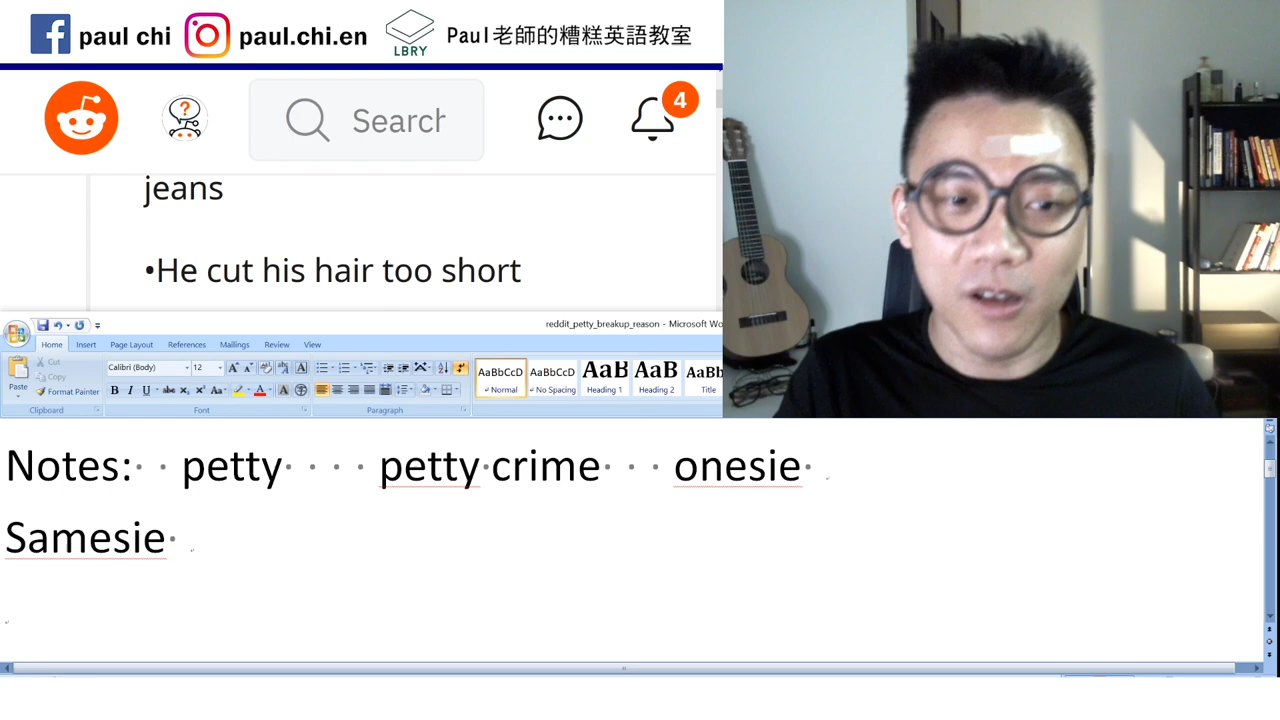 paul chi paul.chi.en LBRY Paul老師的糟糕英語教室
Search 4
jeans
•He cut his hair too short
reddit_petty_breakup_reason - Microsoft Wo
Home Insert Page Layout References Mailings Review View
Cut
Copy
Format Painter
Paste
Calibri (Body) 12
AaBbCcD AaBbCcD AaB AaB AaBb
Normal No Spacing Heading 1 Heading 2 Title
Clipboard Font Paragraph
Notes: petty petty crime onesie
Samesie